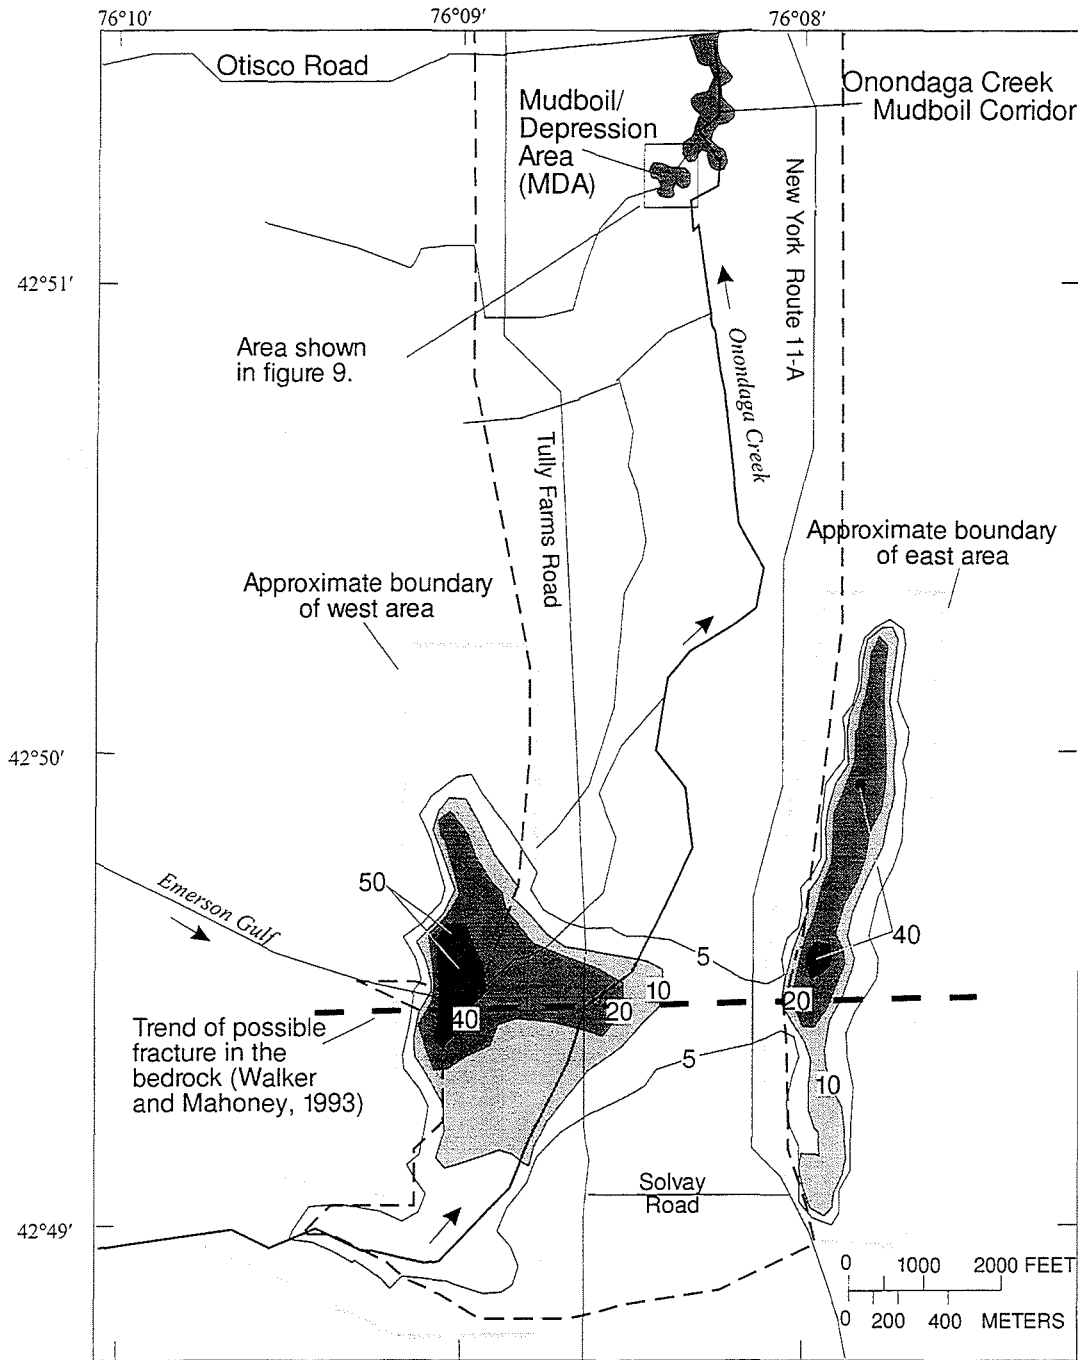 76°10′
76°09′
76°08′
Otisco Road
Mudboil/
Depression
Area
(MDA)
Onondaga Creek
Mudboil Corridor
New York Route 11-A
42°51′
Area shown
in figure 9.
Onondaga Creek
Tully Farms Road
Approximate boundary
of east area
Approximate boundary
of west area
42°50′
Emerson Gulf
50
40
5
10
20
20
40
Trend of possible
fracture in the
bedrock (Walker
and Mahoney, 1993)
5
10
Solvay
Road
42°49′
0 1000 2000 FEET
0 200 400 METERS